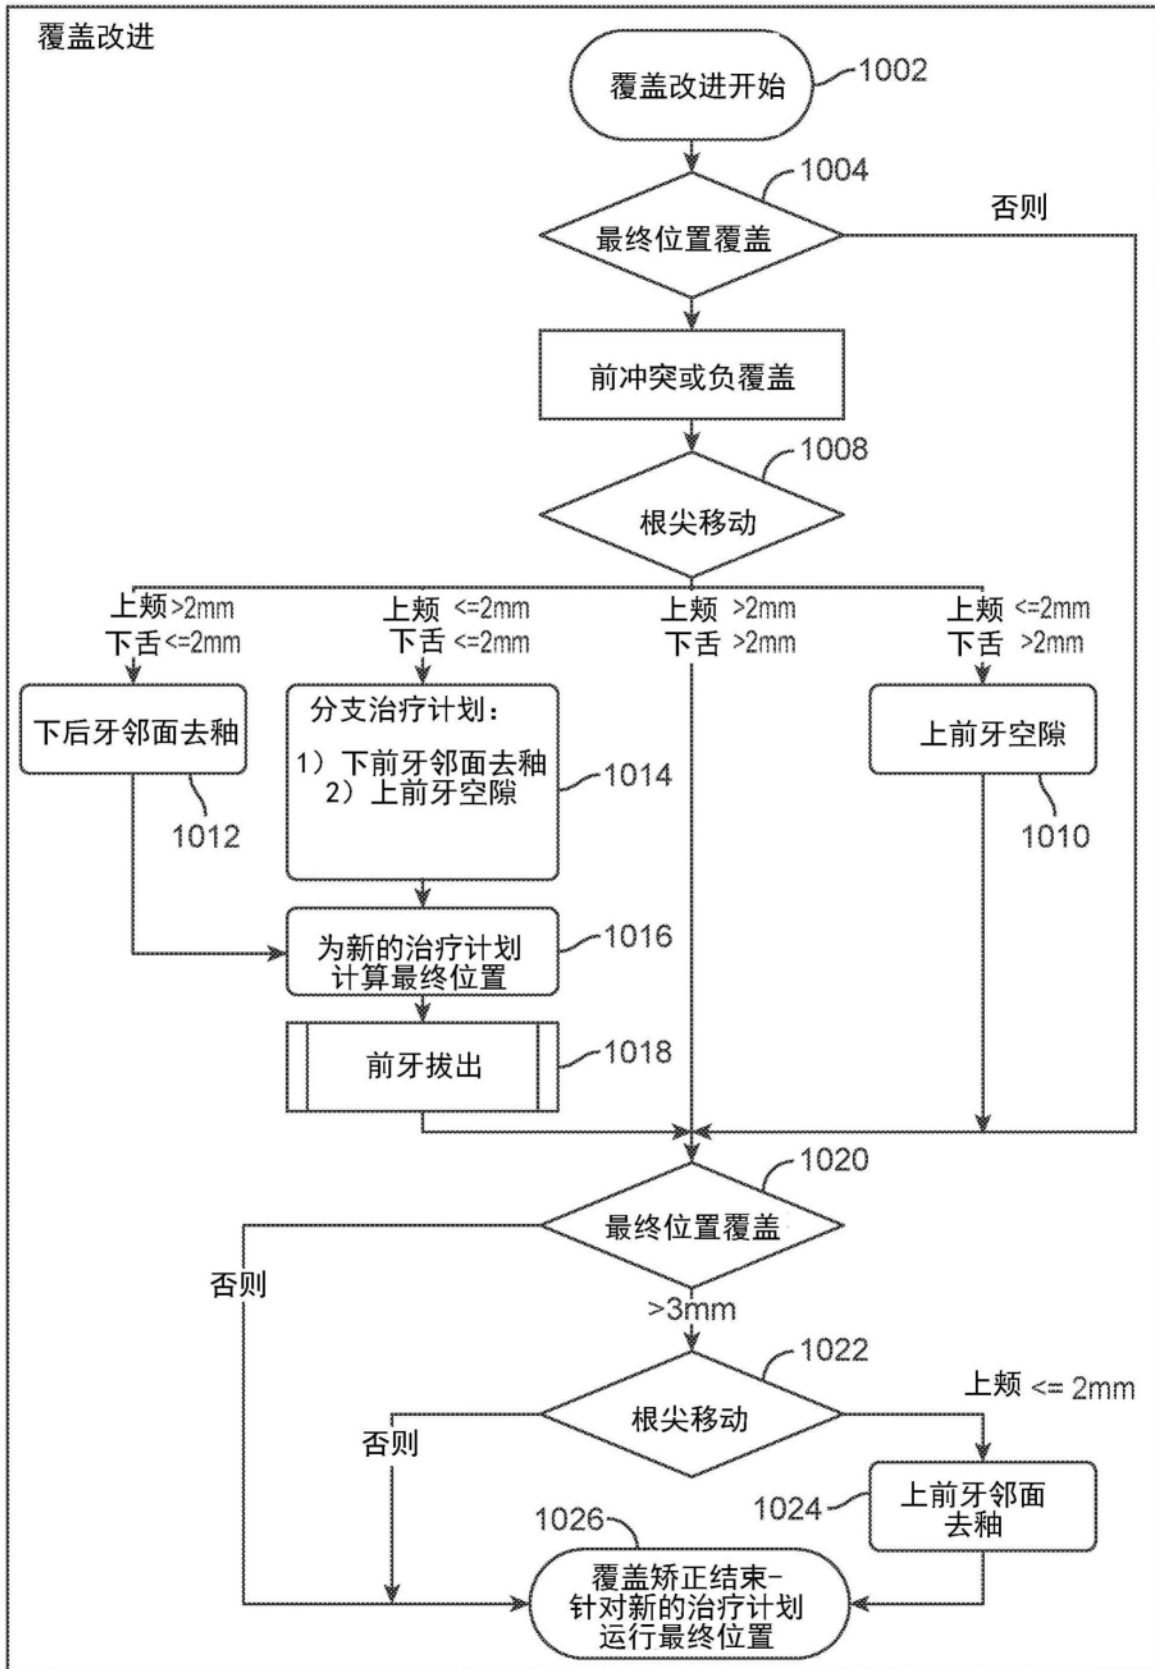 覆盖改进
覆盖改进开始
1002
1004
最终位置覆盖
否则
前冲突或负覆盖
1008
根尖移动
上颊>2mm
下舌<=2mm
上颊 <=2mm
下舌 <=2mm
上颊 >2mm
下舌 >2mm
上颊 <=2mm
下舌 >2mm
下后牙邻面去釉
1012
分支治疗计划:
1）下前牙邻面去釉
2）上前牙空隙
1014
上前牙空隙
1010
为新的治疗计划
计算最终位置
1016
前牙拔出
1018
1020
最终位置覆盖
否则
>3mm
1022
根尖移动
否则
上颊 <= 2mm
上前牙邻面
去釉
1024
1026
覆盖矫正结束-
针对新的治疗计划
运行最终位置